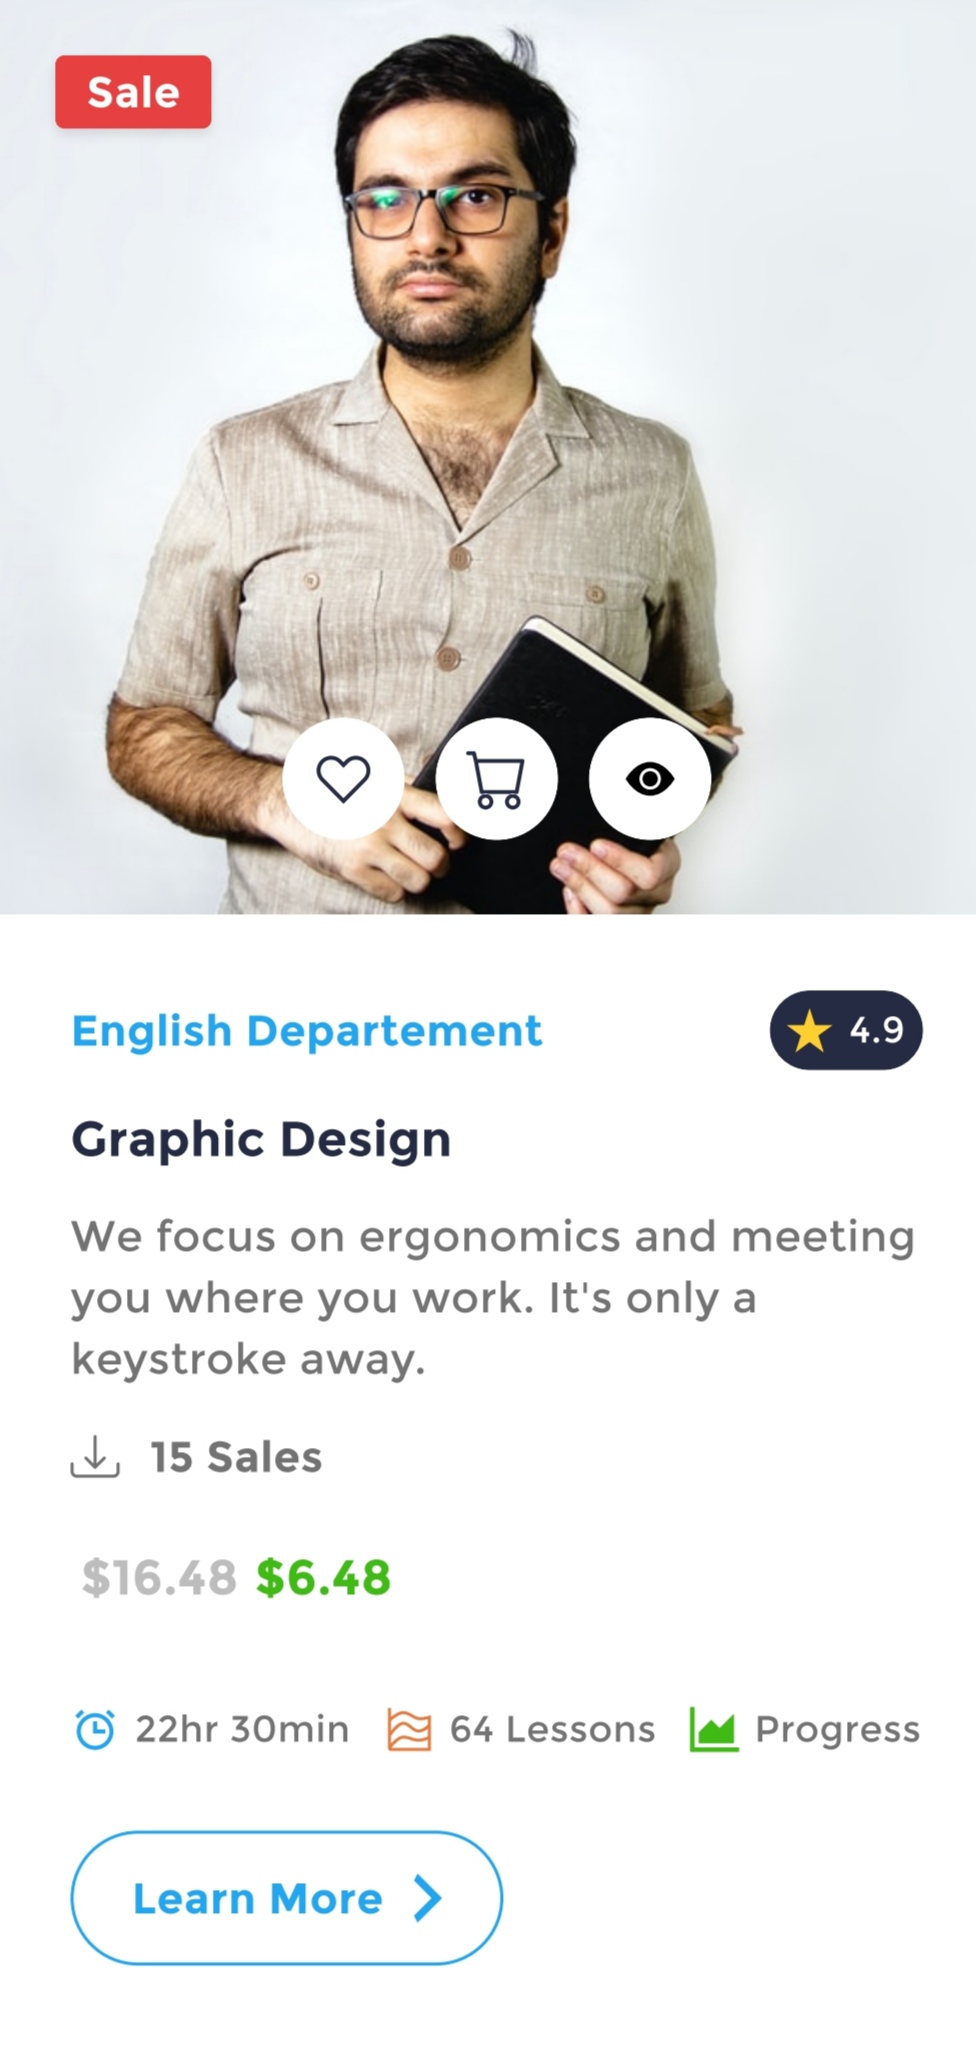 Sale
English Departement
4.9
Graphic Design
We focus on ergonomics and meeting
you where you work. It's only a
keystroke away.
15 Sales
$16.48 $6.48
22hr 30min
64 Lessons
Progress
Learn More